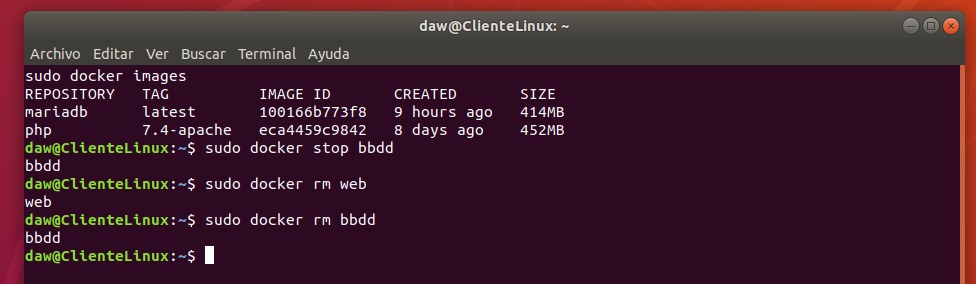 daw@ClienteLinux: ~
Archivo Editar Ver Buscar Terminal Ayuda
sudo docker images
REPOSITORY TAG IMAGE ID CREATED SIZE
mariadb latest 100166b773f8 9 hours ago 414MB
php 7.4-apache eca4459c9842 8 days ago 452MB
daw@ClienteLinux:~$ sudo docker stop bbdd
bbdd
daw@ClienteLinux:~$ sudo docker rm web
web
daw@ClienteLinux:~$ sudo docker rm bbdd
bbdd
daw@ClienteLinux:~$